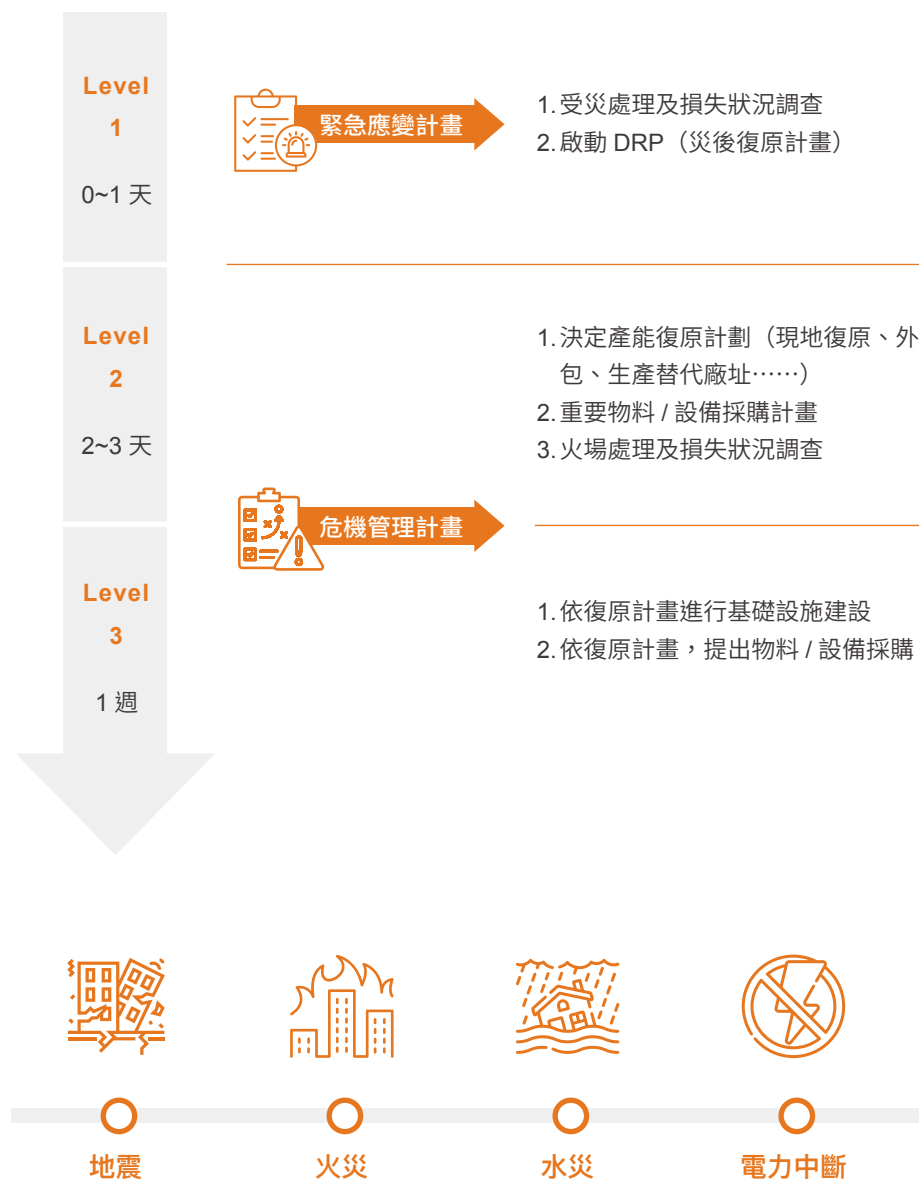 Level
1
0~1 天
緊急應變計畫
1.受災處理及損失狀況調查
2.啟動 DRP（災後復原計畫）
Level
2
2~3 天
1.決定產能復原計劃（現地復原、外
包、生產替代廠址⋯⋯）
2.重要物料 / 設備採購計畫
3.火場處理及損失狀況調查
危機管理計畫
Level
3
1 週
1.依復原計畫進行基礎設施建設
2.依復原計畫，提出物料 / 設備採購
地震
火災
水災
電力中斷